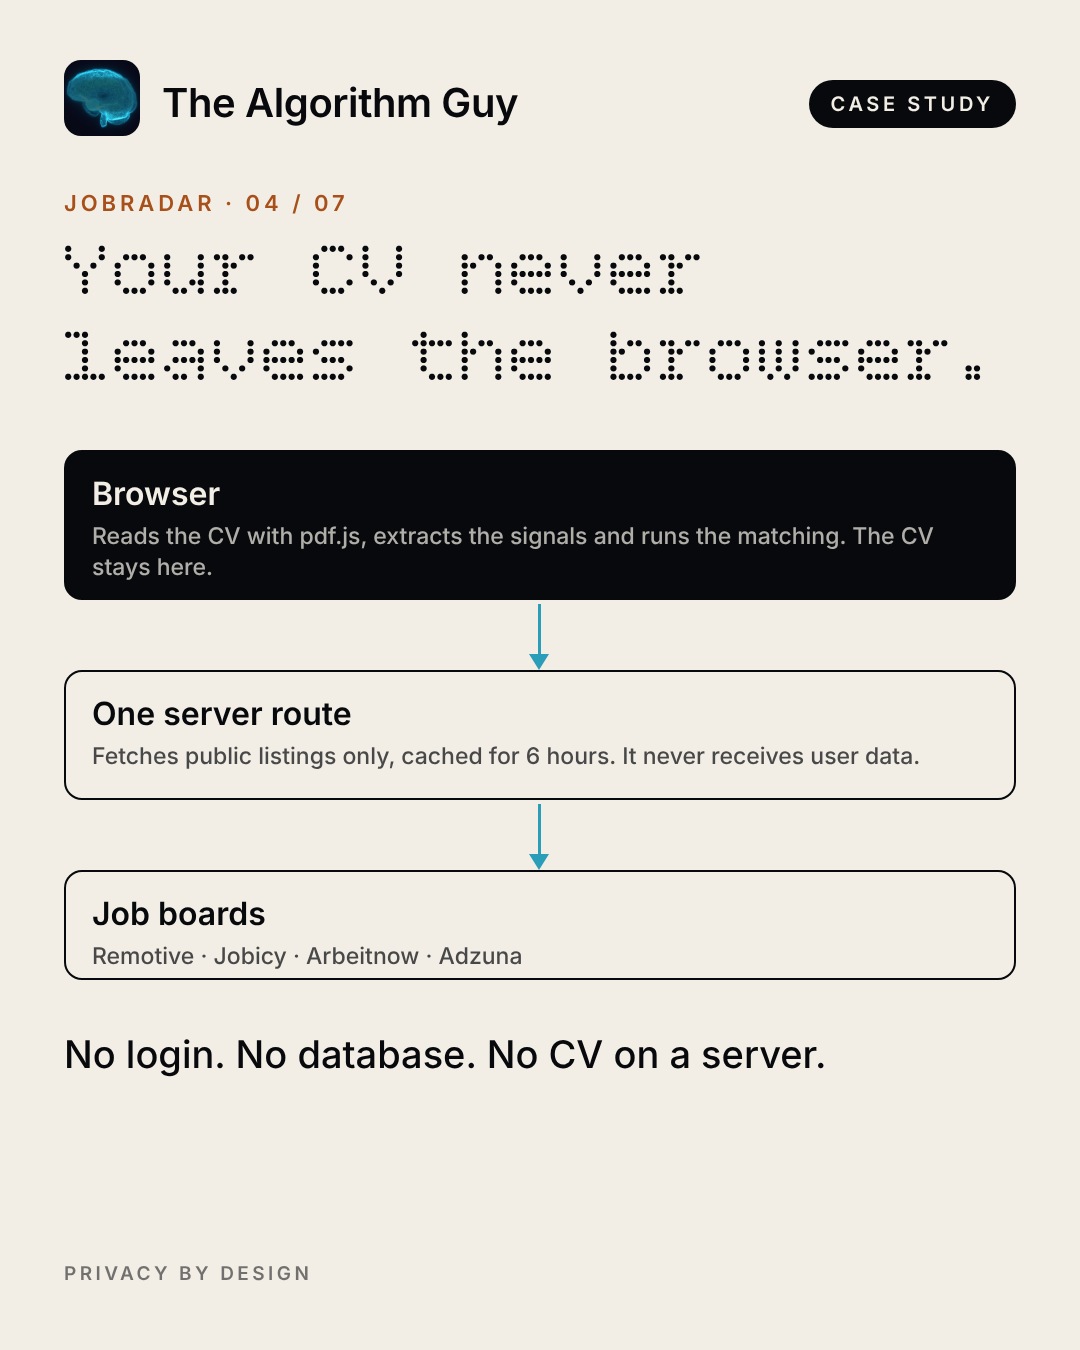 The Algorithm Guy
CASE STUDY
JOBRADAR · 04 / 07
Your CV never
leaves the browser.
Browser
Reads the CV with pdf.js, extracts the signals and runs the matching. The CV
stays here.
One server route
Fetches public listings only, cached for 6 hours. It never receives user data.
Job boards
Remotive · Jobicy · Arbeitnow · Adzuna
No login. No database. No CV on a server.
PRIVACY BY DESIGN